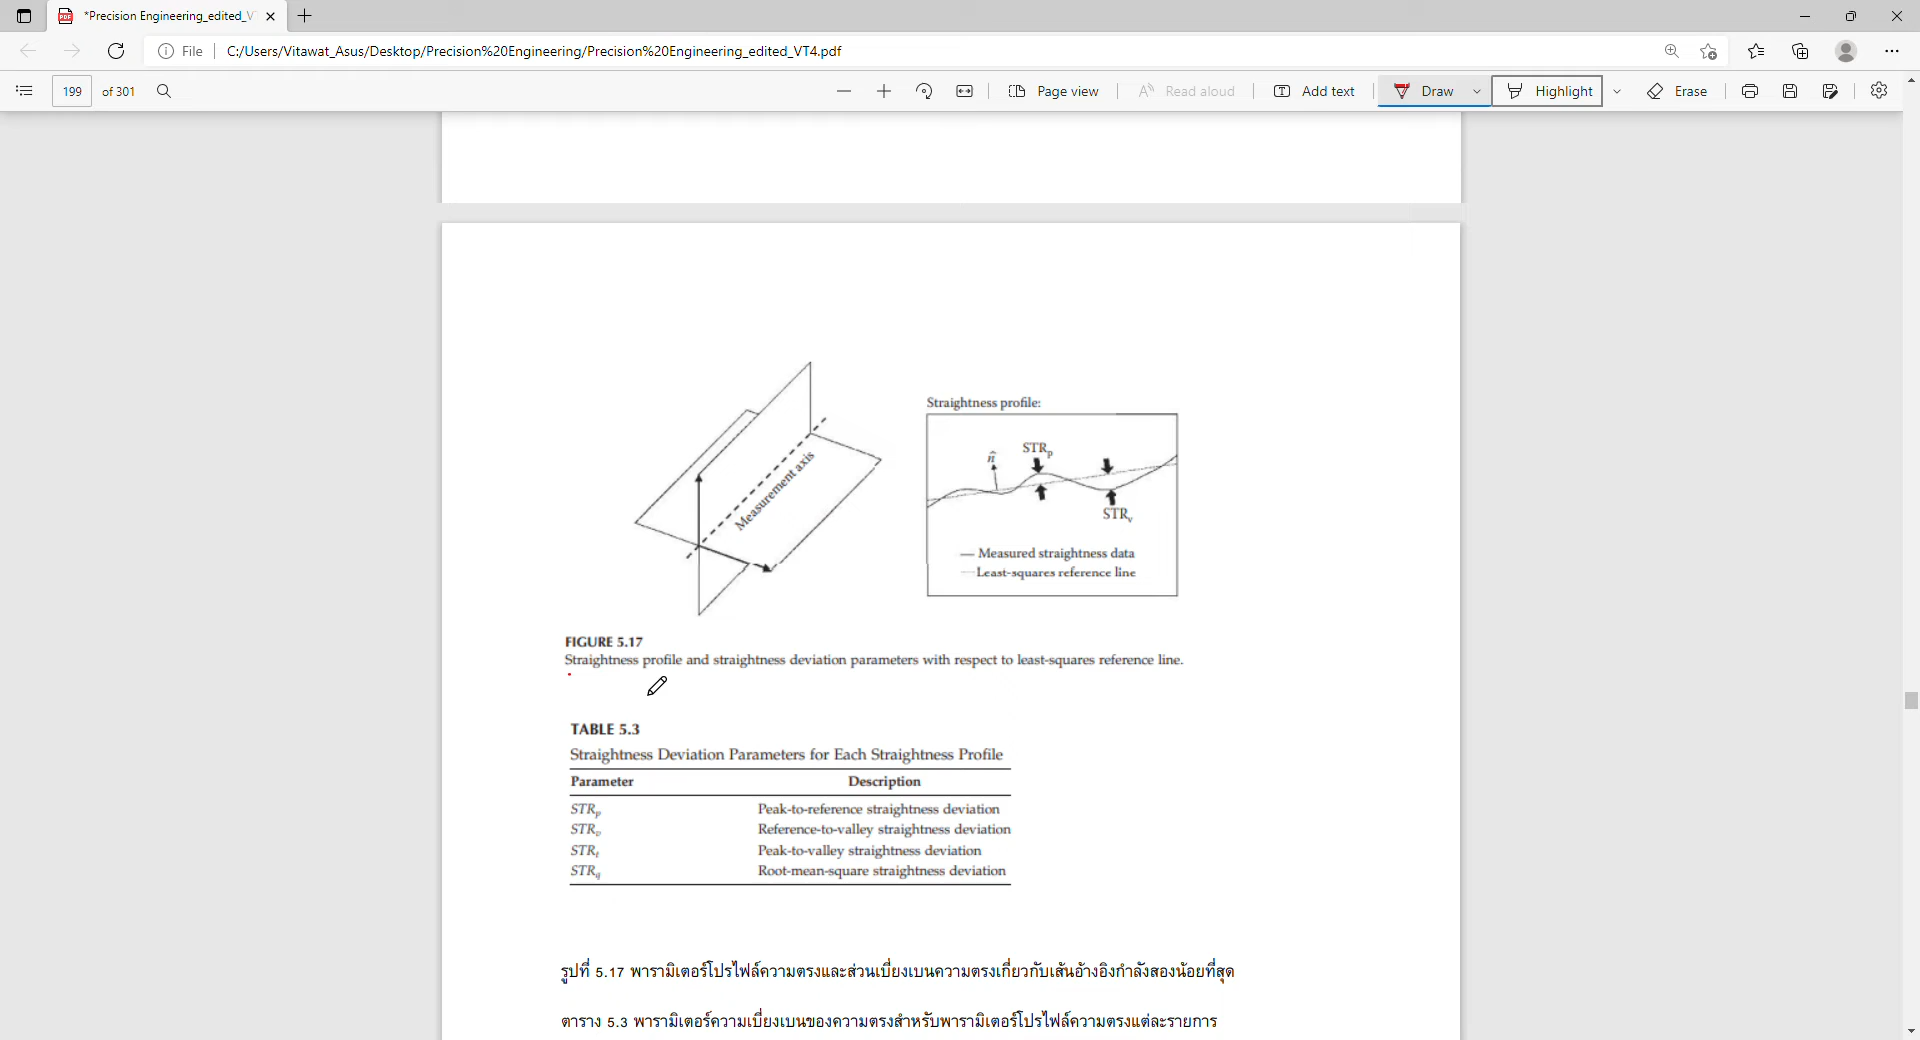 *Precision Engineering_edited_V
File
C:/Users/Vitawat_Asus/Desktop/Precision%20Engineering/Precision%20Engineering_edited_VT4.pdf
199 of 301
Page view
Read aloud
Add text
Draw
Highlight
Erase
Measurement axis
Straightness profile:
n̂
STRp
STRv
— Measured straightness data
Least-squares reference line
FIGURE 5.17
Straightness profile and straightness deviation parameters with respect to least-squares reference line.
TABLE 5.3
Straightness Deviation Parameters for Each Straightness Profile
Parameter Description
STRp Peak-to-reference straightness deviation
STRv Reference-to-valley straightness deviation
STRt Peak-to-valley straightness deviation
STRq Root-mean-square straightness deviation
รูปที่ 5.17 พารามิเตอร์โปรไฟล์ความตรงและส่วนเบี่ยงเบนความตรงเกี่ยวกับเส้นอ้างอิงกำลังสองน้อยที่สุด
ตาราง 5.3 พารามิเตอร์ความเบี่ยงเบนของความตรงสำหรับพารามิเตอร์โปรไฟล์ความตรงแต่ละรายการ